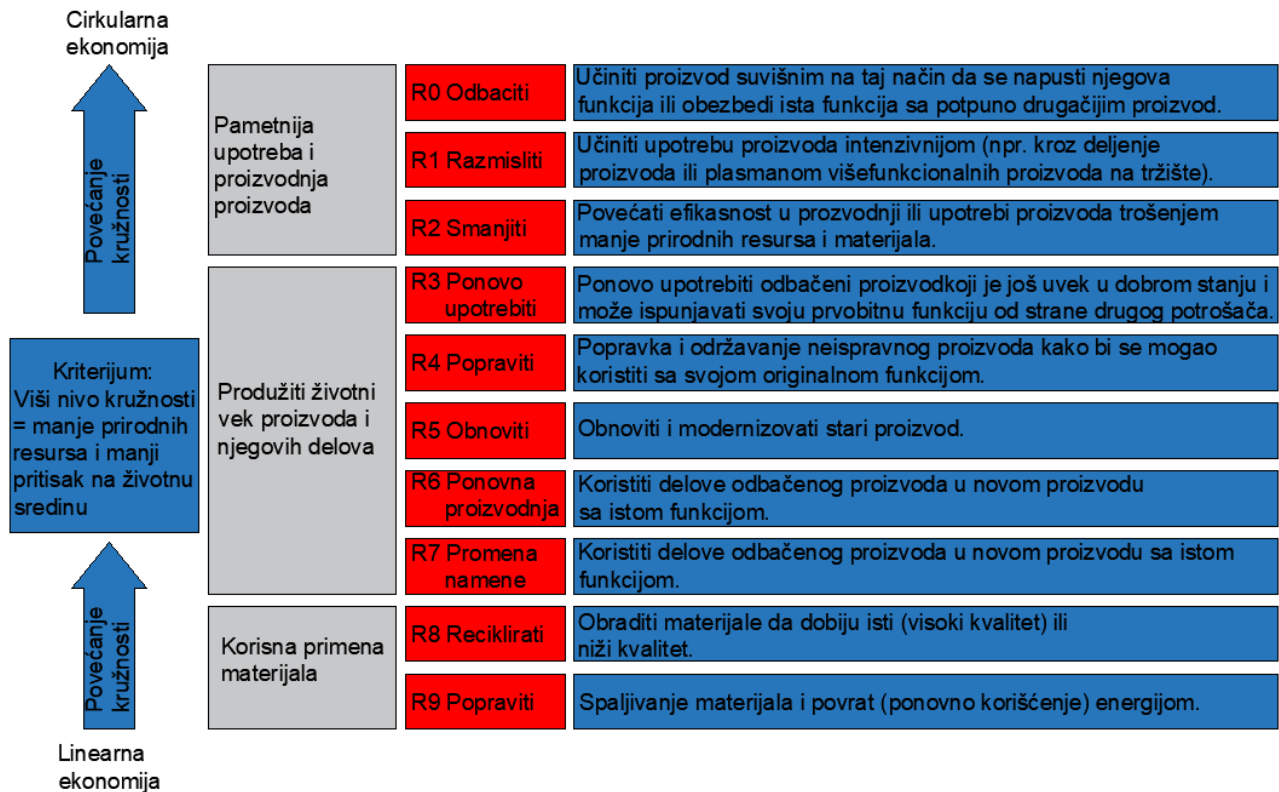 Cirkularna
ekonomija
Povećanje
kružnosti
Kriterijum:
Viši nivo kružnosti
= manje prirodnih
resursa i manji
pritisak na životnu
sredinu
Povećanje
kružnosti
Linearna
ekonomija
Pametnija
upotreba i
proizvodnja
proizvoda
R0 Odbaciti
Učiniti proizvod suvišnim na taj način da se napusti njegova
funkcija ili obezbedi ista funkcija sa potpuno drugačijim proizvod.
R1 Razmisliti
Učiniti upotrebu proizvoda intenzivnijom (npr. kroz deljenje
proizvoda ili plasmanom višefunkcionalnih proizvoda na tržište).
R2 Smanjiti
Povećati efikasnost u prozvodnji ili upotrebi proizvoda trošenjem
manje prirodnih resursa i materijala.
Produžiti životni
vek proizvoda i
njegovih delova
R3 Ponovo
upotrebiti
Ponovo upotrebiti odbačeni proizvodkoji je još uvek u dobrom stanju i
može ispunjavati svoju prvobitnu funkciju od strane drugog potrošača.
R4 Popraviti
Popravka i održavanje neispravnog proizvoda kako bi se mogao
koristiti sa svojom originalnom funkcijom.
R5 Obnoviti
Obnoviti i modernizovati stari proizvod.
R6 Ponovna
proizvodnja
Koristiti delove odbačenog proizvoda u novom proizvodu
sa istom funkcijom.
R7 Promena
namene
Koristiti delove odbačenog proizvoda u novom proizvodu sa istom
funkcijom.
Korisna primena
materijala
R8 Reciklirati
Obraditi materijale da dobiju isti (visoki kvalitet) ili
niži kvalitet.
R9 Popraviti
Spaljivanje materijala i povrat (ponovno korišćenje) energijom.